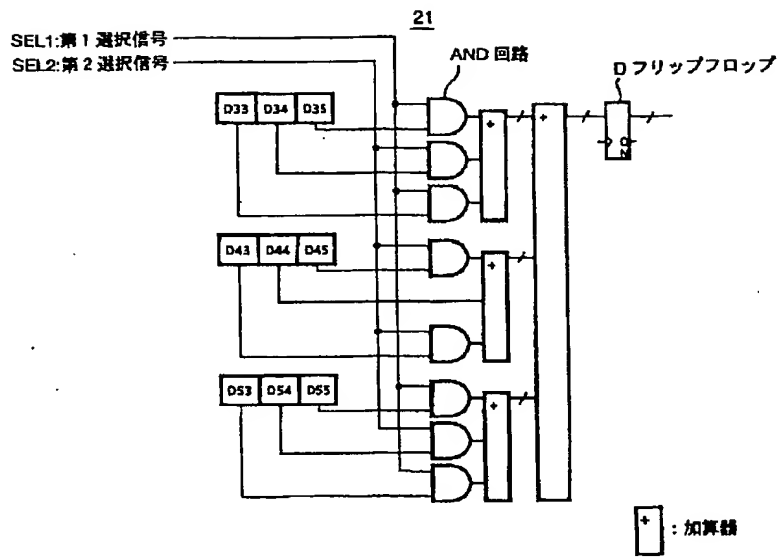 21
SEL1:第1選択信号
SEL2:第2選択信号
AND 回路
D フリップフロップ
D33 D34 D35
+
+
D Q
N
D43 D44 D45
+
D53 D54 D55
+
+ : 加算器